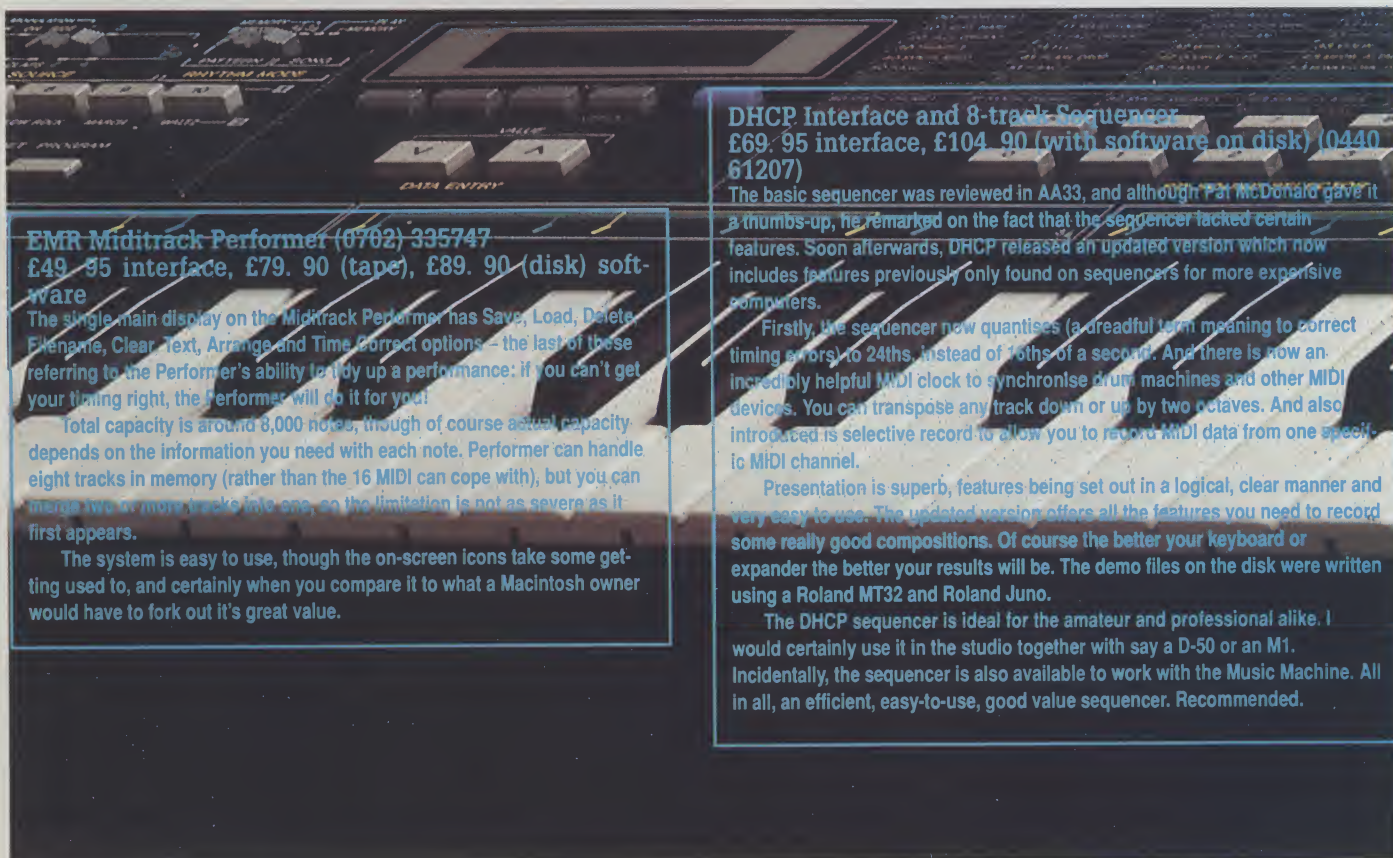 MEMORY
PLAY
MEMORY
PATTERN
SONG
SOURCE
RHYTHM MODE
8 9 10
ROCK MARCH WALTZ
PROGRAM
VALUE
DATA ENTRY
EMR Miditrack Performer (0702) 335747
£49. 95 interface, £79. 90 (tape), £89. 90 (disk) soft-
ware
The single main display on the Miditrack Performer has Save, Load, Delete,
Filename, Clear, Text, Arrange and Time Correct options – the last of these
referring to the Performer's ability to tidy up a performance: if you can't get
your timing right, the Performer will do it for you!
Total capacity is around 8,000 notes, though of course actual capacity
depends on the information you need with each note. Performer can handle
eight tracks in memory (rather than the 16 MIDI can cope with), but you can
merge two or more tracks into one, so the limitation is not as severe as it
first appears.
The system is easy to use, though the on-screen icons take some get-
ting used to, and certainly when you compare it to what a Macintosh owner
would have to fork out it's great value.
DHCP Interface and 8-track Sequencer
£69. 95 interface, £104. 90 (with software on disk) (0440
61207)
The basic sequencer was reviewed in AA33, and although Pat McDonald gave it
a thumbs-up, he remarked on the fact that the sequencer lacked certain
features. Soon afterwards, DHCP released an updated version which now
includes features previously only found on sequencers for more expensive
computers.
Firstly, the sequencer now quantises (a dreadful term meaning to correct
timing errors) to 24ths, instead of 16ths of a second. And there is now an
incredibly helpful MIDI clock to synchronise drum machines and other MIDI
devices. You can transpose any track down or up by two octaves. And also
introduced is selective record to allow you to record MIDI data from one specif-
ic MIDI channel.
Presentation is superb, features being set out in a logical, clear manner and
very easy to use. The updated version offers all the features you need to record
some really good compositions. Of course the better your keyboard or
expander the better your results will be. The demo files on the disk were written
using a Roland MT32 and Roland Juno.
The DHCP sequencer is ideal for the amateur and professional alike. I
would certainly use it in the studio together with say a D-50 or an M1.
Incidentally, the sequencer is also available to work with the Music Machine. All
in all, an efficient, easy-to-use, good value sequencer. Recommended.